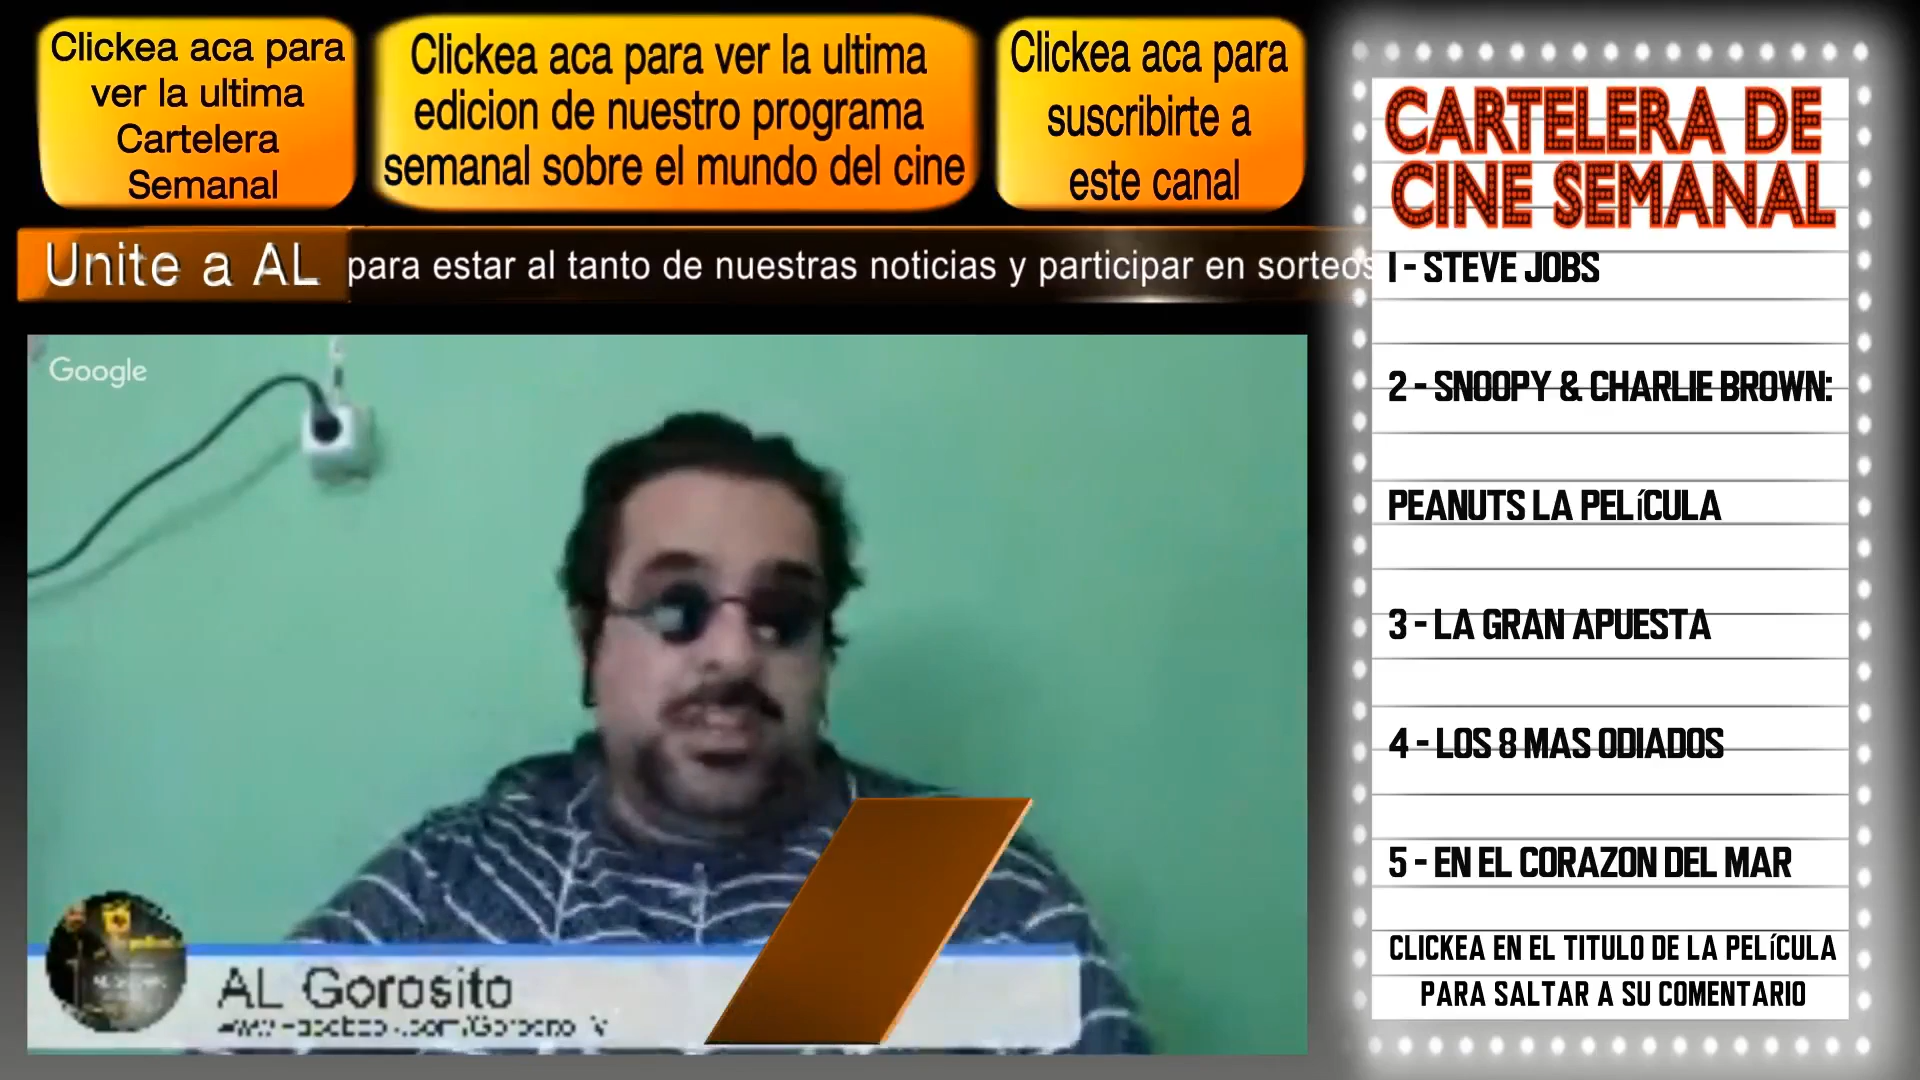 Clickea aca para
ver la ultima
Cartelera
Semanal
Clickea aca para ver la ultima
edicion de nuestro programa
semanal sobre el mundo del cine
Clickea aca para
suscribirte a
este canal
Unite a AL para estar al tanto de nuestras noticias y participar en sorteos
Google
AL Gorosito
CARTELERA DE
CINE SEMANAL
1 - STEVE JOBS
2 - SNOOPY & CHARLIE BROWN:
PEANUTS LA PELíCULA
3 - LA GRAN APUESTA
4 - LOS 8 MAS ODIADOS
5 - EN EL CORAZON DEL MAR
CLICKEA EN EL TITULO DE LA PELíCULA
PARA SALTAR A SU COMENTARIO